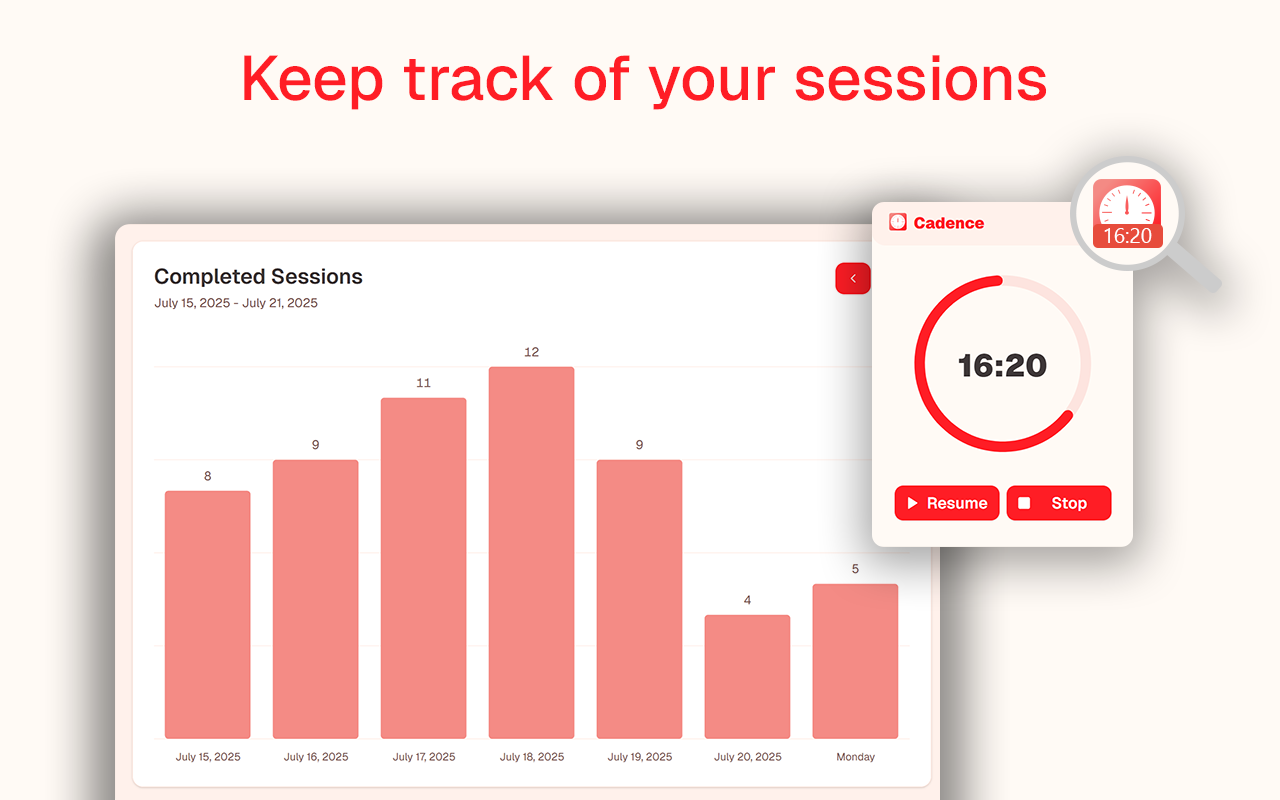 Keep track of your sessions
Completed Sessions
July 15, 2025 - July 21, 2025
8
9
11
12
9
4
5
July 15, 2025
July 16, 2025
July 17, 2025
July 18, 2025
July 19, 2025
July 20, 2025
Monday
Cadence
16:20
16:20
Resume
Stop